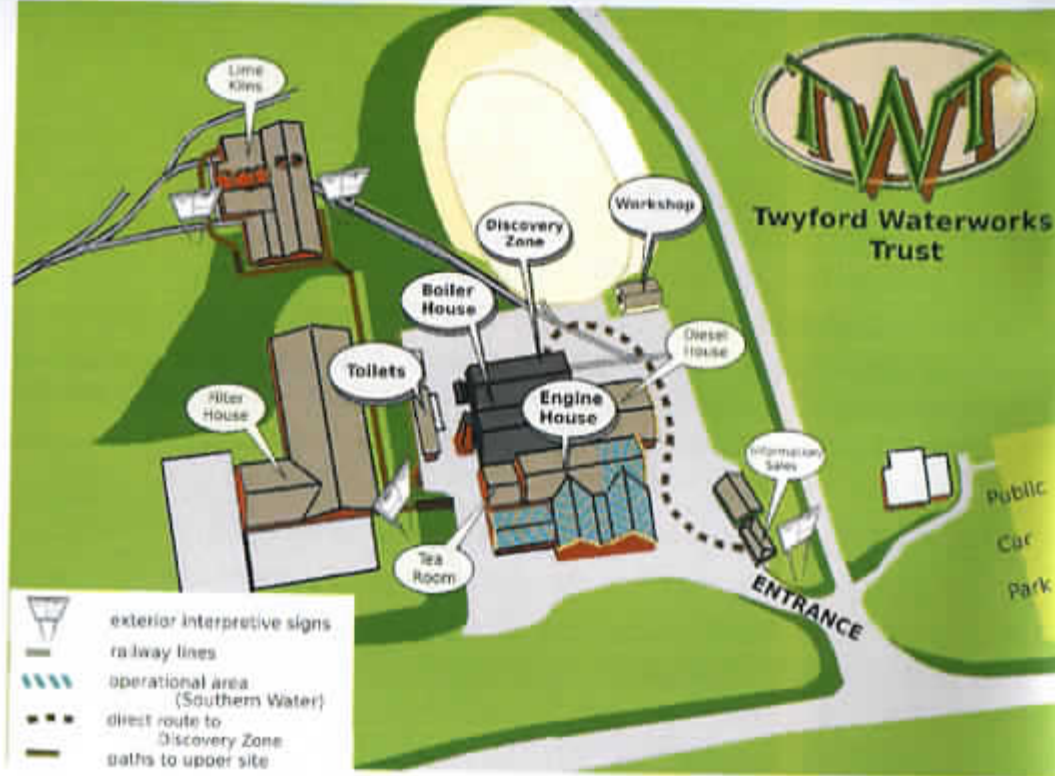 Lime
Kilns
TWT
Twyford Waterworks
Trust
Workshop
Discovery
Zone
Boiler
House
Diesel
House
Toilets
Engine
House
Filter
House
Information
Sales
Public
Car
Park
Tea
Room
ENTRANCE
exterior interpretive signs
railway lines
operational area
(Southern Water)
direct route to
Discovery Zone
paths to upper site